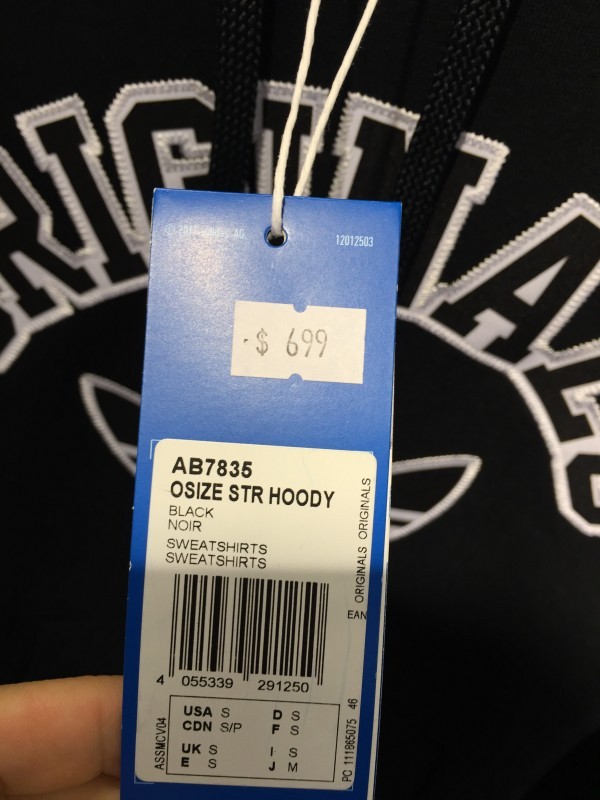 ORIGINALS
12012503
$ 699
AB7835
OSIZE STR HOODY
BLACK
NOIR
SWEATSHIRTS
SWEATSHIRTS
ORIGINALS ORIGINALS
EAN
4 055339 291250
ASSMCV04
USA S D S
CDN S/P F S
UK S I S
E S J M
PC 111865075 46